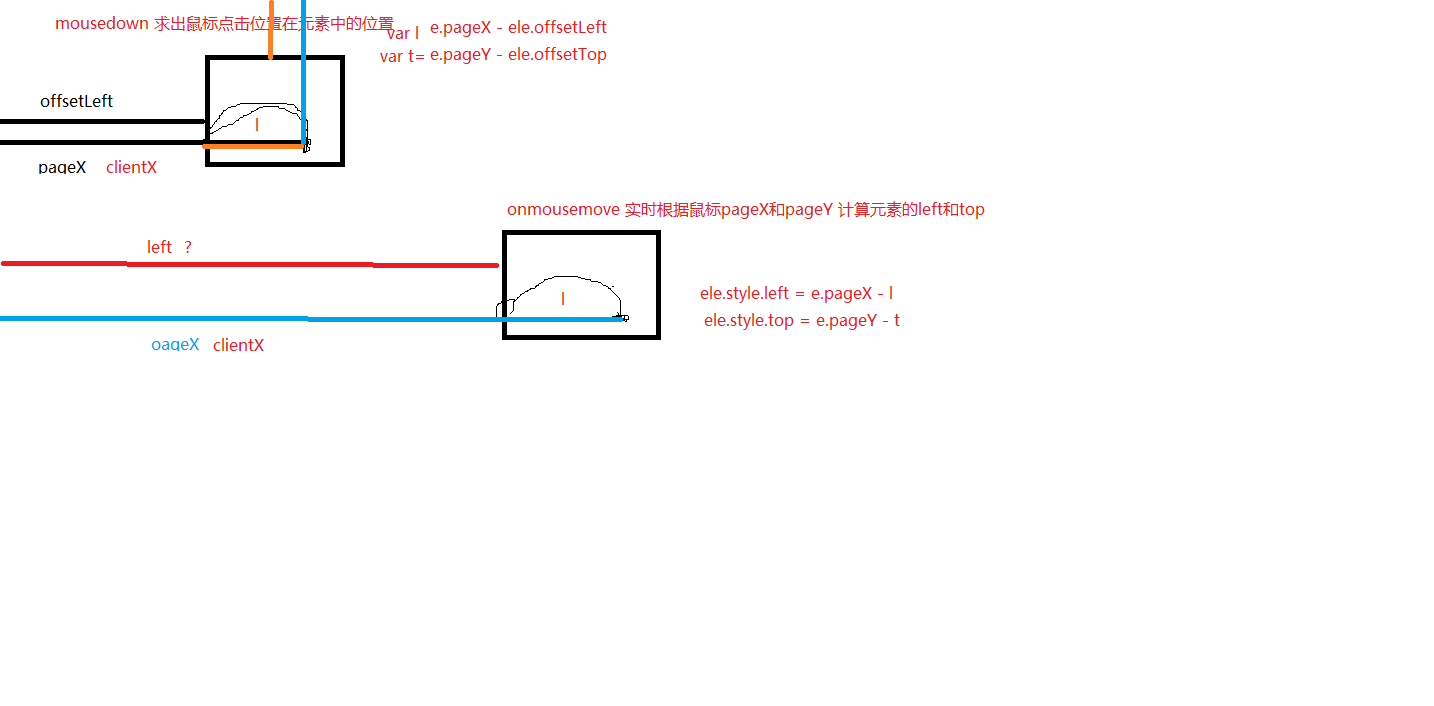 mousedown 求出鼠标点击位置在元素中的位置
var l e.pageX - ele.offsetLeft
var t= e.pageY - ele.offsetTop
offsetLeft
l
pageX clientX
onmousemove 实时根据鼠标pageX和pageY 计算元素的left和top
left ?
l
ele.style.left = e.pageX - l
ele.style.top = e.pageY - t
oageX clientX